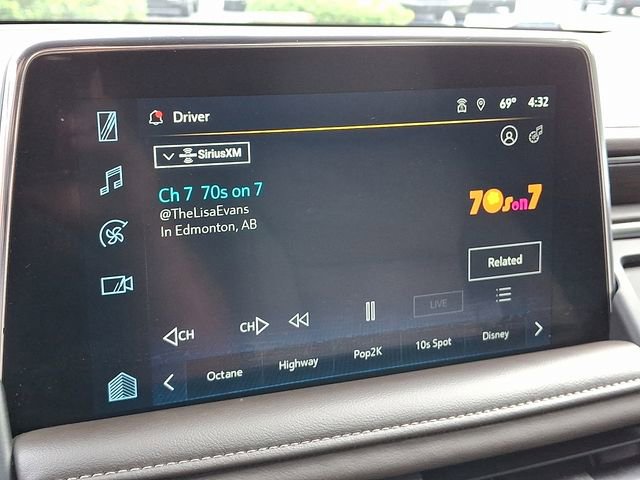 Driver
69° 4:32
SiriusXM
Ch 7 70s on 7
@TheLisaEvans
In Edmonton, AB
70s on 7
Related
CH CH LIVE
Octane Highway Pop2K 10s Spot Disney